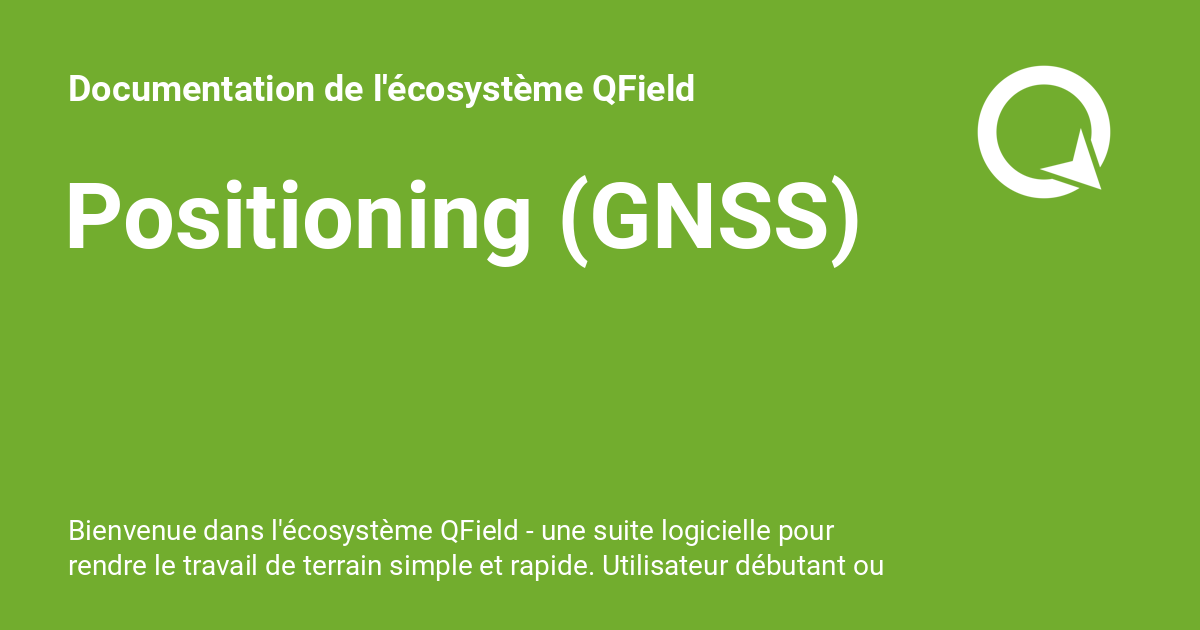 Documentation de l'écosystème QField
Positioning (GNSS)
Bienvenue dans l'écosystème QField - une suite logicielle pour
rendre le travail de terrain simple et rapide. Utilisateur débutant ou